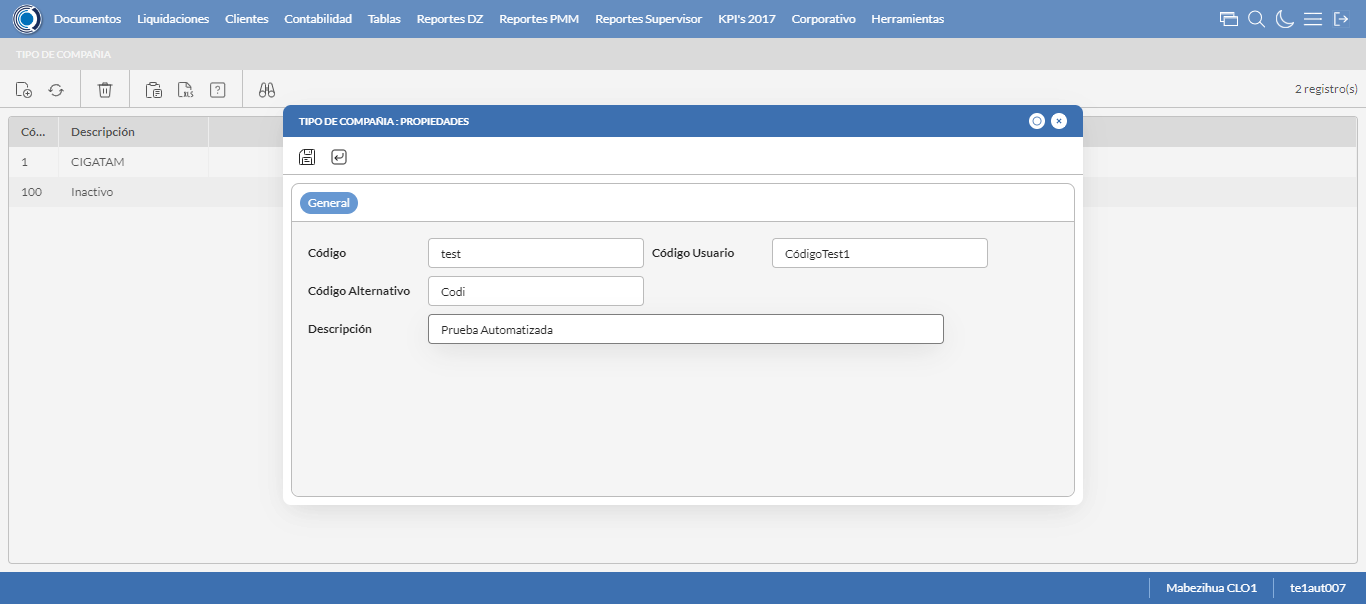 Documentos Liquidaciones Clientes Contabilidad Tablas Reportes DZ Reportes PMM Reportes Supervisor KPI's 2017 Corporativo Herramientas
TIPO DE COMPAÑIA
XLS ? 2 registro(s)
Có... Descripción
1 CIGATAM
100 Inactivo
TIPO DE COMPAÑIA : PROPIEDADES
General
Código test Código Usuario CódigoTest1
Código Alternativo Codi
Descripción Prueba Automatizada
Mabezihua CLO1 te1aut007